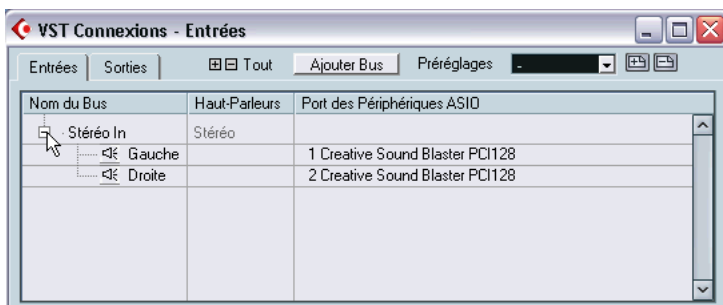 VST Connexions - Entrées
Entrées Sorties Tout Ajouter Bus Préréglages -
Nom du Bus Haut-Parleurs Port des Périphériques ASIO
Stéréo In Stéréo
Gauche 1 Creative Sound Blaster PCI128
Droite 2 Creative Sound Blaster PCI128